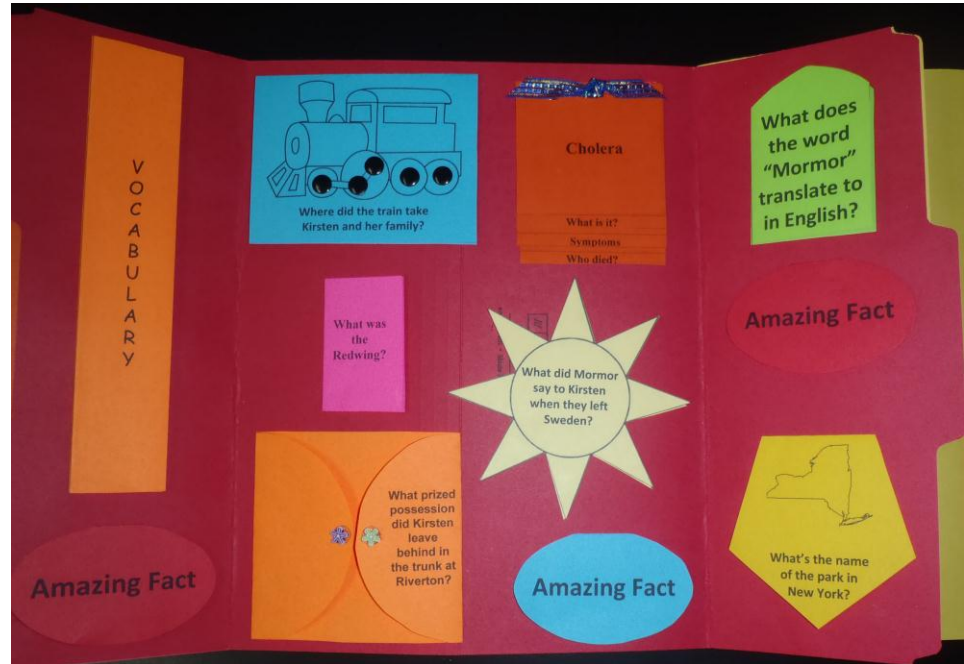 VOCABULARY
Amazing Fact
Where did the train take
Kirsten and her family?
What was
the
Redwing?
What prized
possession
did Kirsten
leave
behind in
the trunk at
Riverton?
Cholera
What is it?
Symptoms
Who died?
What did Mormor
say to Kirsten
when they left
Sweden?
Amazing Fact
What does
the word
“Mormor”
translate to
in English?
Amazing Fact
What's the name
of the park in
New York?